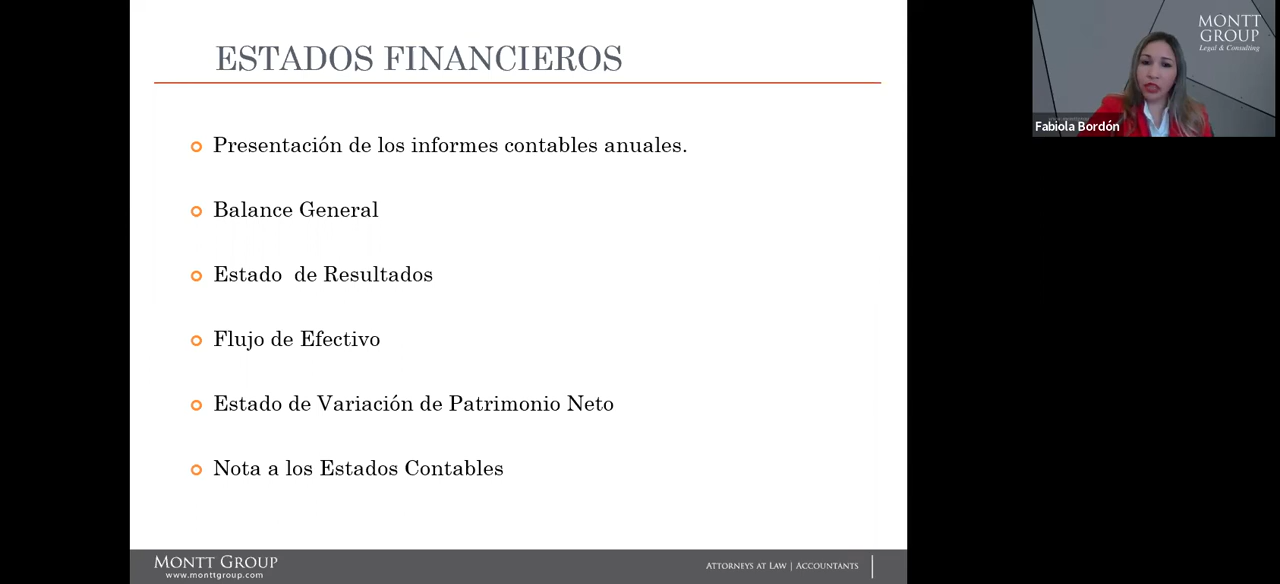 ESTADOS FINANCIEROS
Presentación de los informes contables anuales.
Balance General
Estado  de Resultados
Flujo de Efectivo
Estado de Variación de Patrimonio Neto
Nota a los Estados Contables
MONTT GROUP
www.monttgroup.com
ATTORNEYS AT LAW | ACCOUNTANTS
MONTT
GROUP
Legal & Consulting
Fabiola Bordón